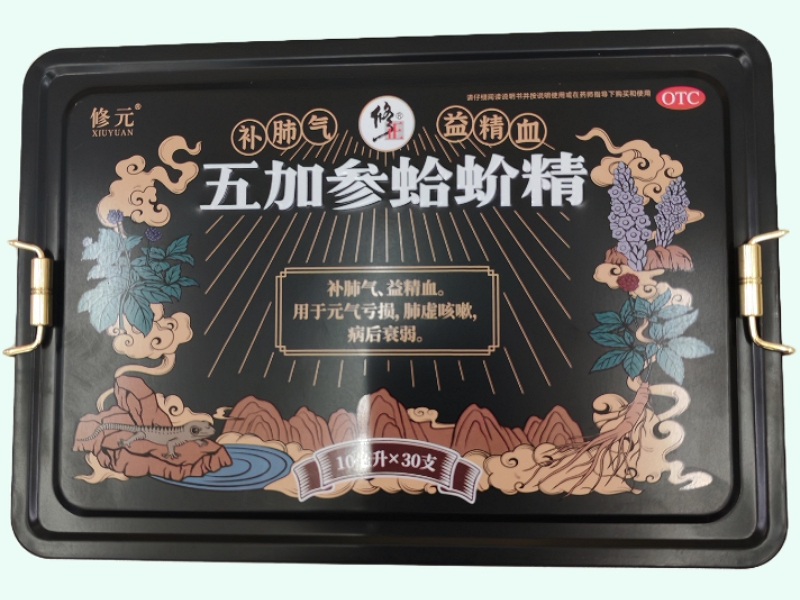 请仔细阅读说明书并按说明使用或在药师指导下购买和使用
OTC
修元®
XIUYUAN
补肺气
修正®
益精血
五加参蛤蚧精
补肺气、益精血。
用于元气亏损,肺虚咳嗽,
病后衰弱。
10毫升×30支